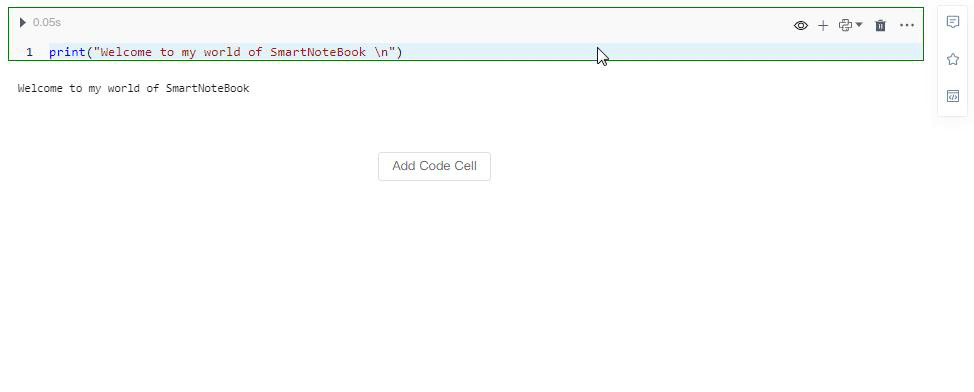 0.05s
1 print("Welcome to my world of SmartNoteBook \n")
Welcome to my world of SmartNoteBook
Add Code Cell